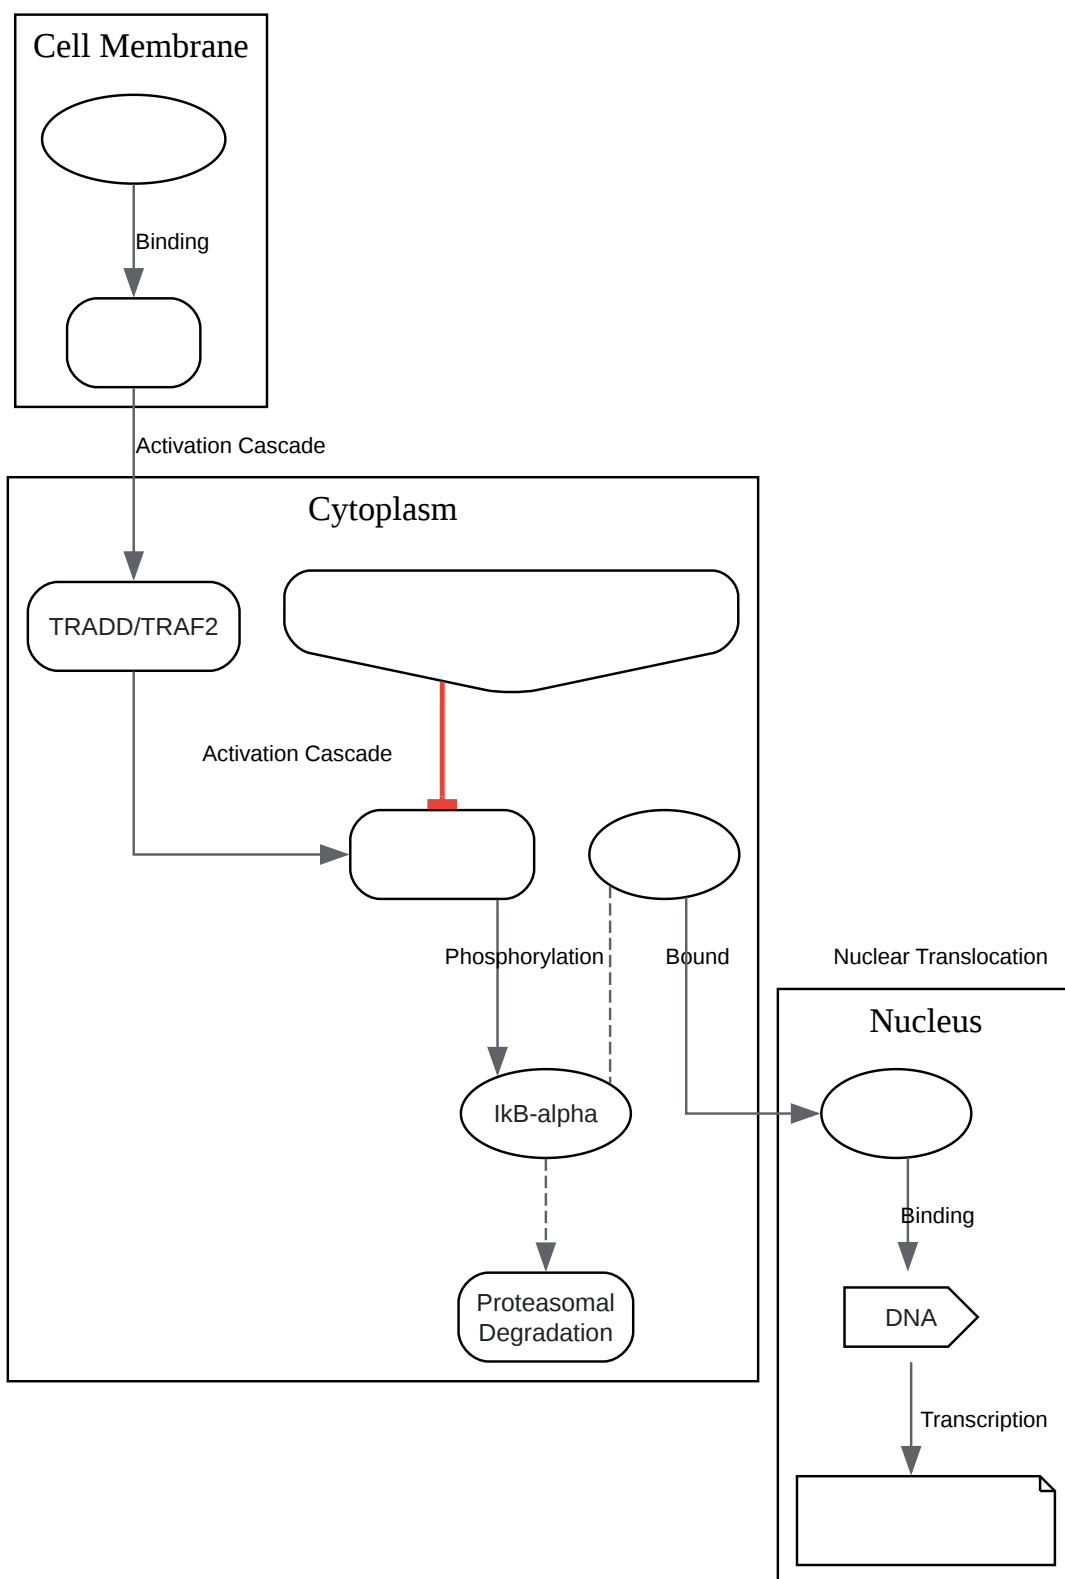 Cell Membrane
Binding
Activation Cascade
Cytoplasm
TRADD/TRAF2
Activation Cascade
Phosphorylation
Bound
Nuclear Translocation
Nucleus
IkB-alpha
Binding
Proteasomal
Degradation
DNA
Transcription